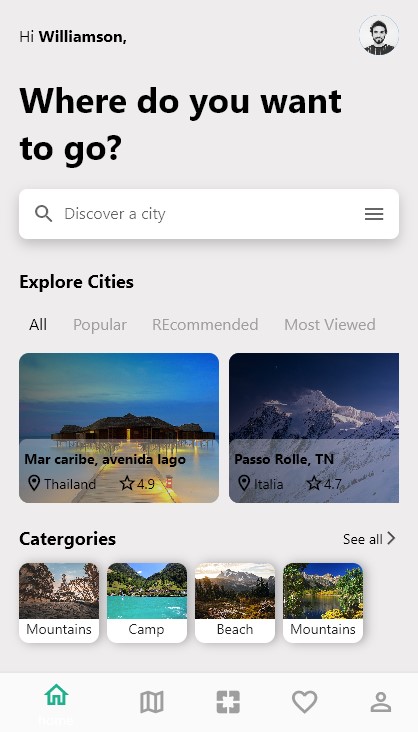 Hi Williamson,
Where do you want
to go?
Discover a city
Explore Cities
All Popular REcommended Most Viewed
Mar caribe, avenida lago
Thailand 4.9
Passo Rolle, TN
Italia 4.7
Catergories See all
Mountains Camp Beach Mountains
home